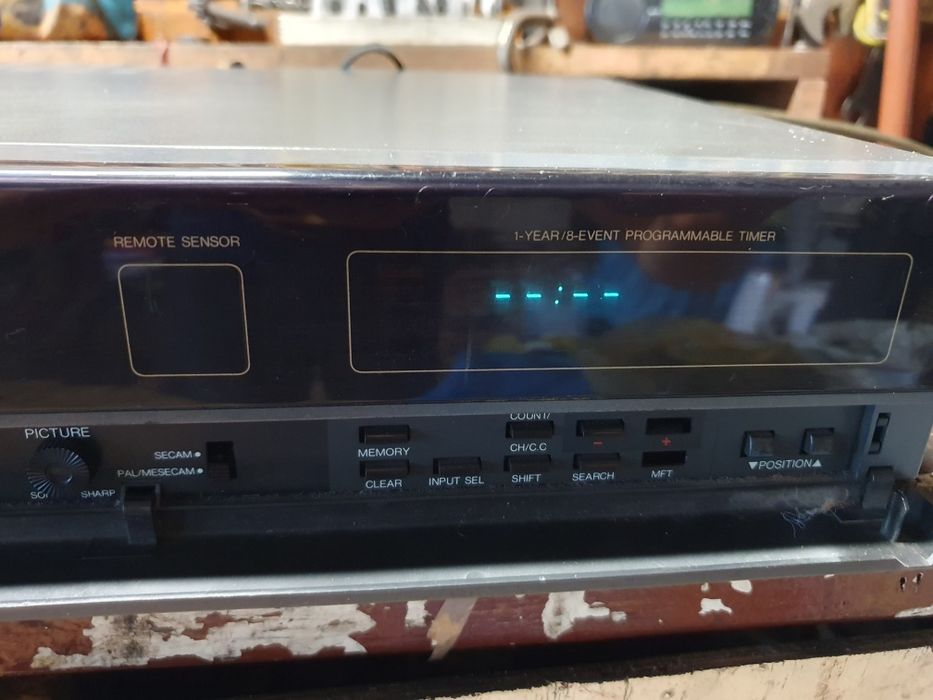 REMOTE SENSOR
1-YEAR/8-EVENT PROGRAMMABLE TIMER
--:--
PICTURE
SHARP
SECAM
PAL/MESECAM
MEMORY
CLEAR
INPUT SEL
COUNT/
CH/C.C
SHIFT
-
SEARCH
+
MFT
▼POSITION▲